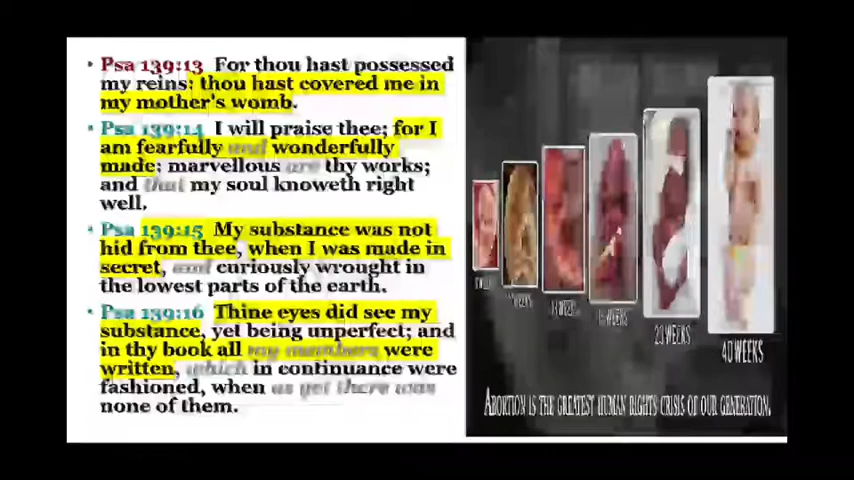 • Psa 139:13 For thou hast possessed
my reins: thou hast covered me in
my mother's womb.
• Psa 139:14 I will praise thee; for I
am fearfully and wonderfully
made: marvellous are thy works;
and that my soul knoweth right
well.
• Psa 139:15 My substance was not
hid from thee, when I was made in
secret, and curiously wrought in
the lowest parts of the earth.
• Psa 139:16 Thine eyes did see my
substance, yet being unperfect; and
in thy book all my members were
written, which in continuance were
fashioned, when as yet there was
none of them.
WEEKS
WEEKS
WEEKS
20 WEEKS
40 WEEKS
ABORTION IS THE GREATEST HUMAN RIGHTS CRISIS OF OUR GENERATION.